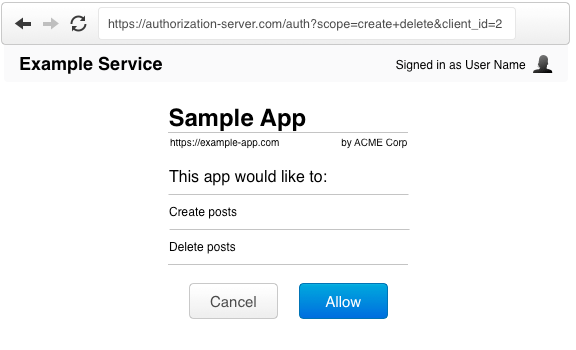 https://authorization-server.com/auth?scope=create+delete&client_id=2
Example Service
Signed in as User Name
Sample App
https://example-app.com
by ACME Corp
This app would like to:
Create posts
Delete posts
Cancel
Allow